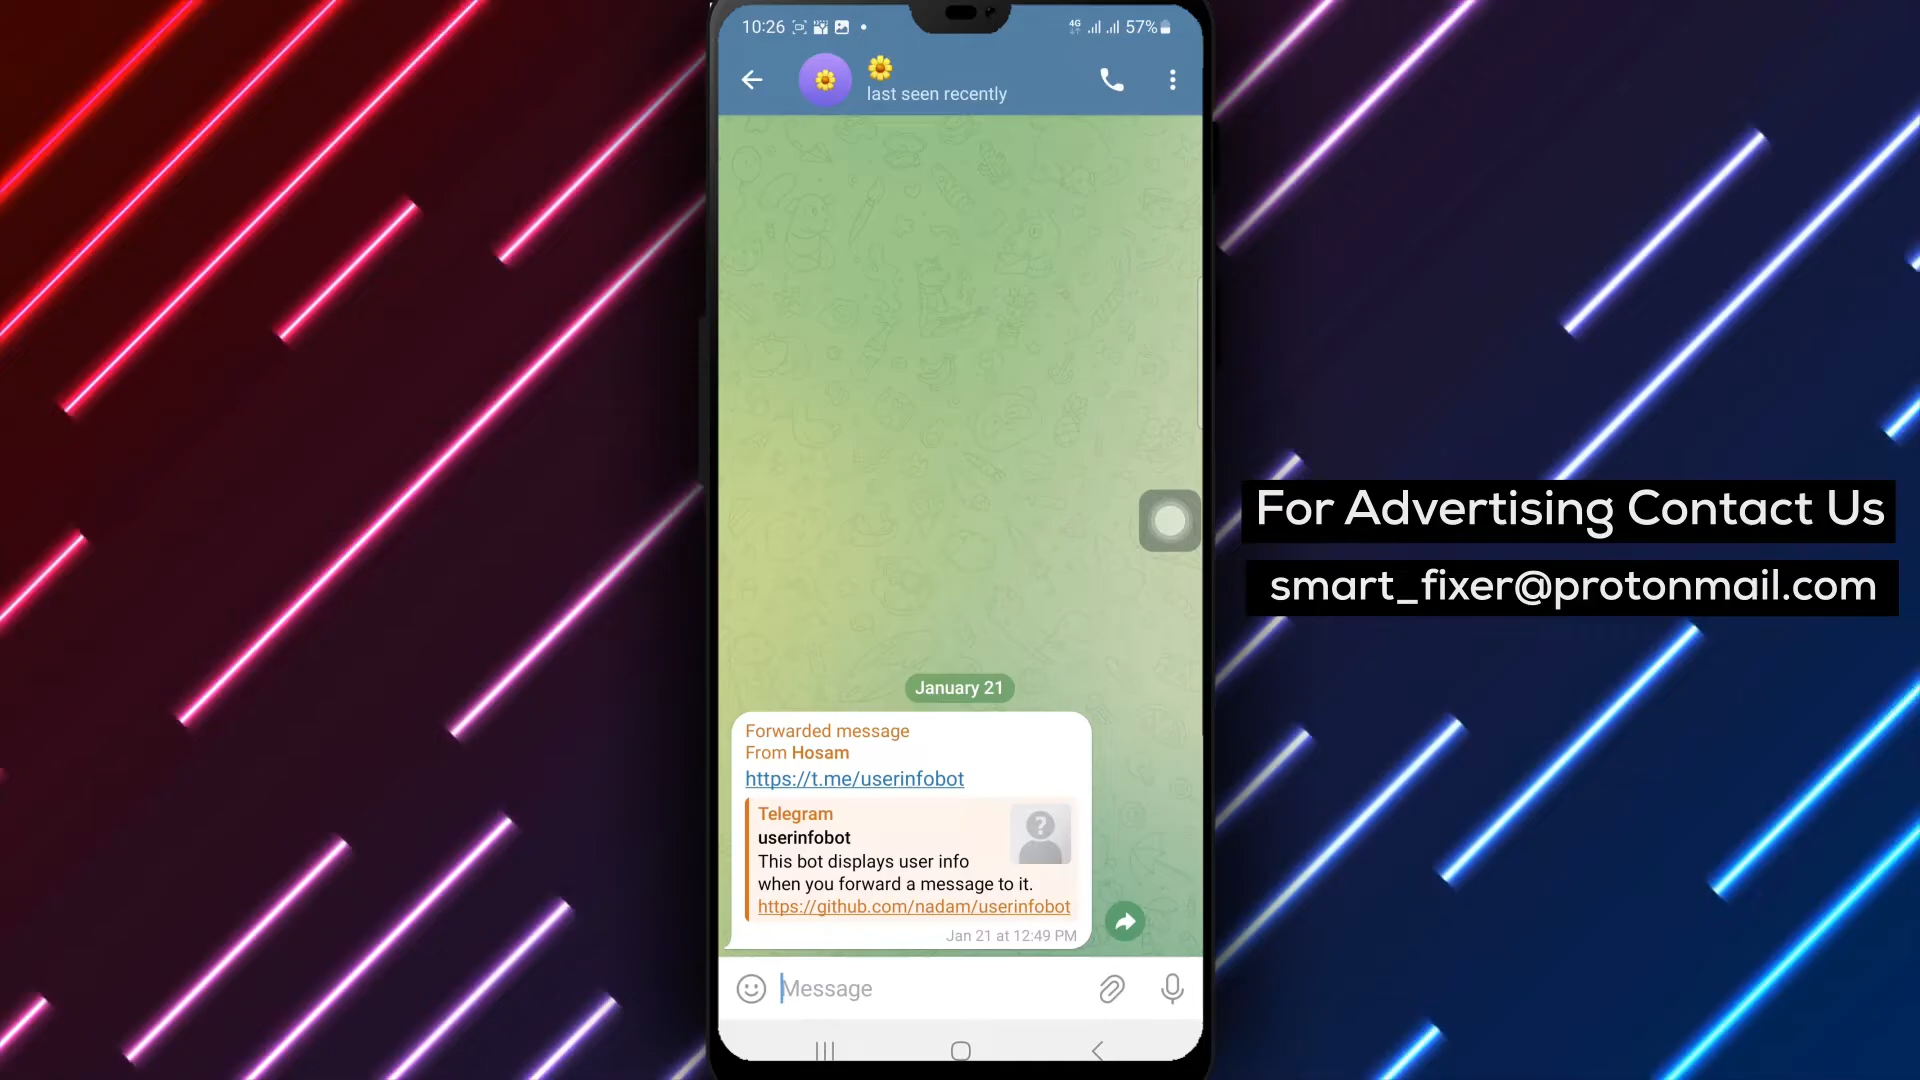 10:26
4G
57%
🌼
last seen recently
January 21
Forwarded message
From Hosam
https://t.me/userinfobot
Telegram
userinfobot
This bot displays user info
when you forward a message to it.
https://github.com/nadam/userinfobot
Jan 21 at 12:49 PM
Message
For Advertising Contact Us
smart_fixer@protonmail.com